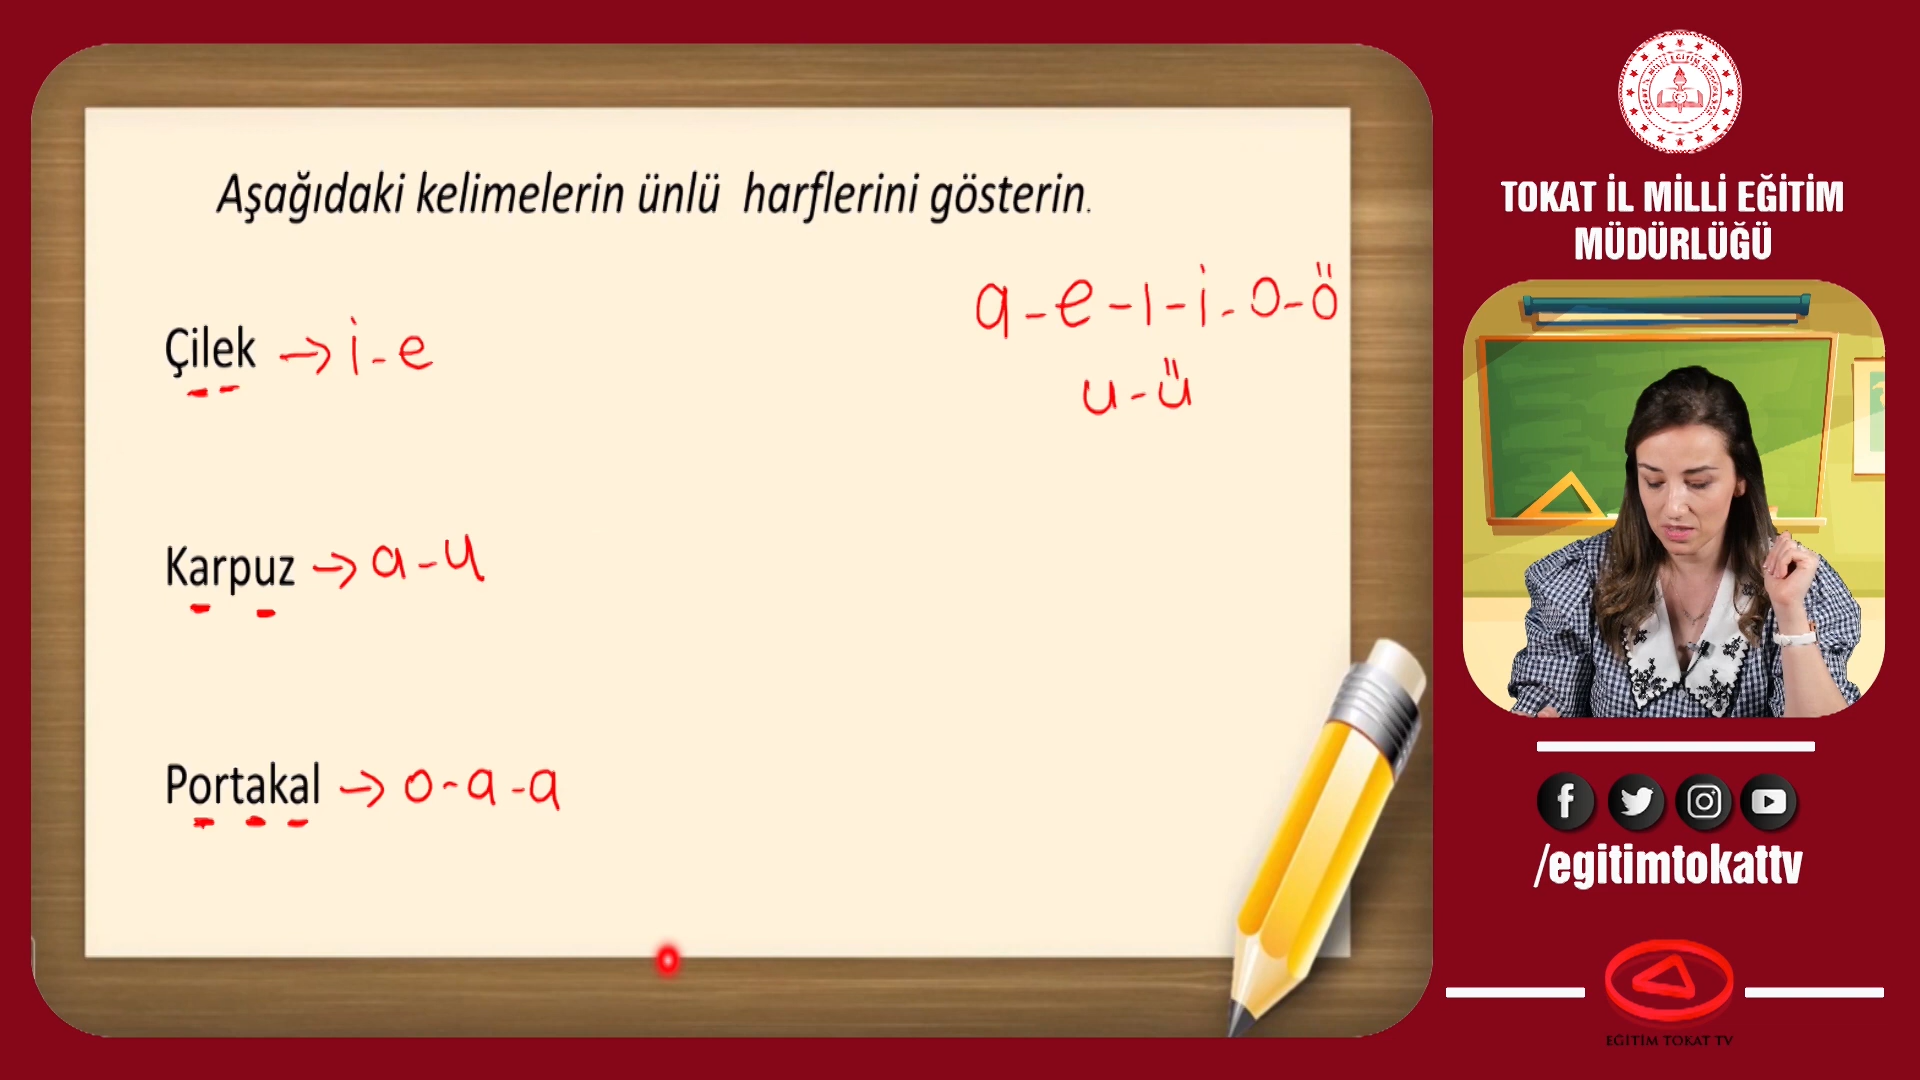 Aşağıdaki kelimelerin ünlü harflerini gösterin.
a-e-ı-i-o-ö
u-ü
Çilek → i-e
Karpuz → a-u
Portakal → o-a-a
TOKAT İL MİLLİ EĞİTİM
MÜDÜRLÜĞÜ
/egitimtokattv
EĞİTİM TOKAT TV